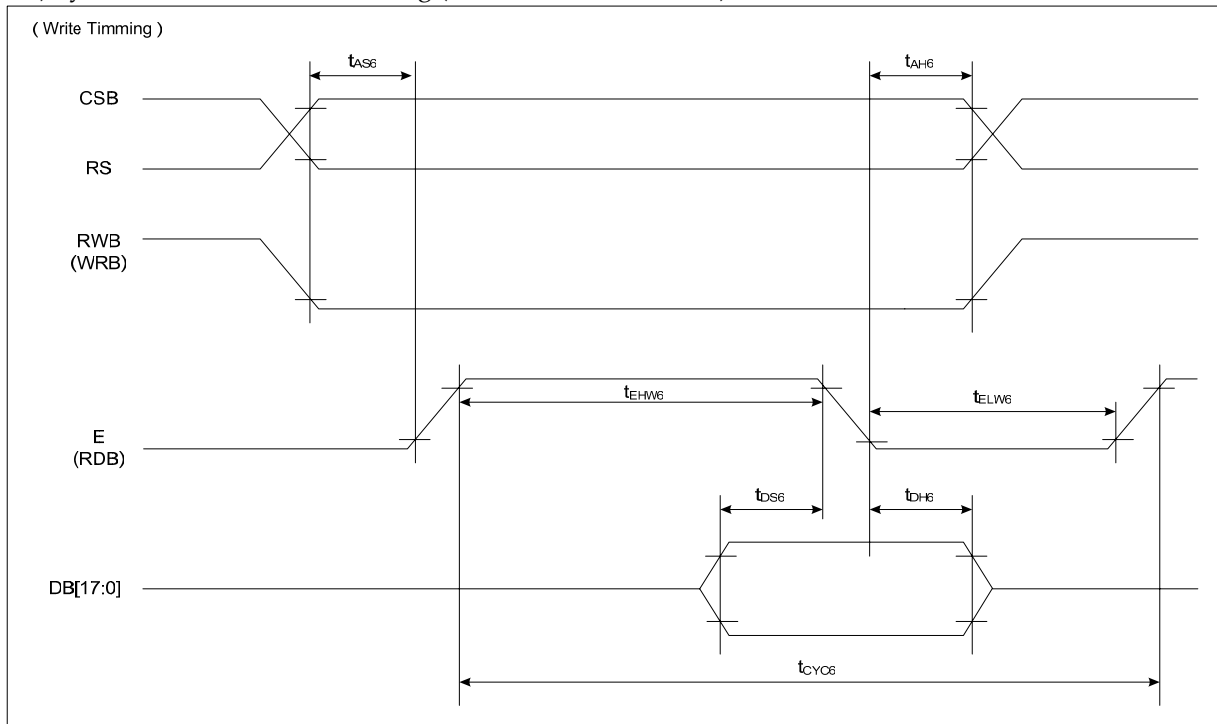 ( Write Timming )
tAS6
tAH6
CSB
RS
RWB
(WRB)
tEHW6
tELW6
E
(RDB)
tDS6
tDH6
DB[17:0]
tCYC6